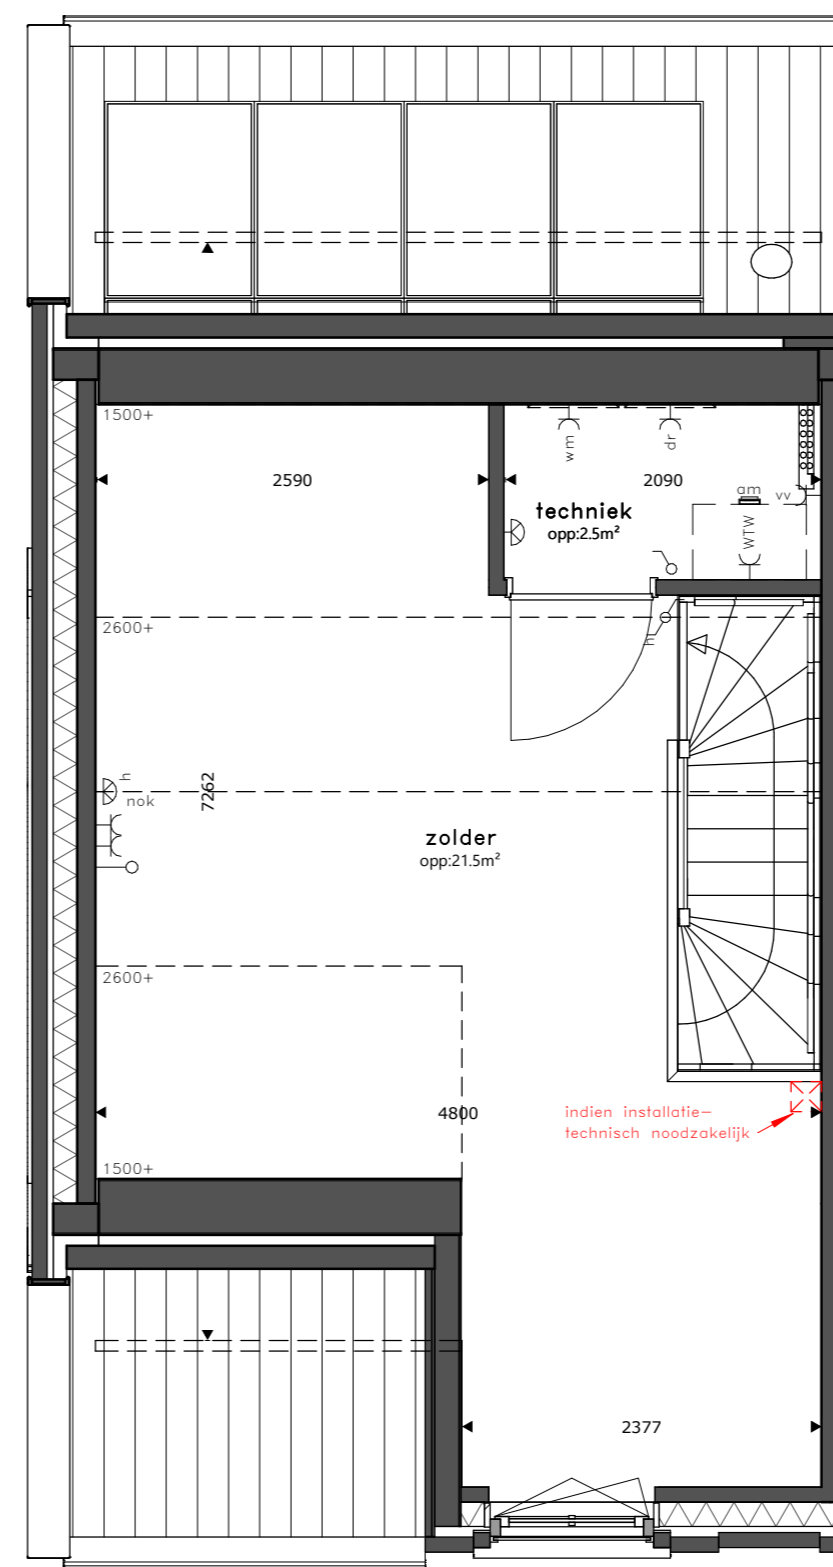 1500+
wm
dr
2590
2090
am
vv
techniek
opp:2.5m²
WTW
2600+
h
h
nok
7262
zolder
opp:21.5m²
2600+
4800
indien installatie-
technisch noodzakelijk
1500+
2377